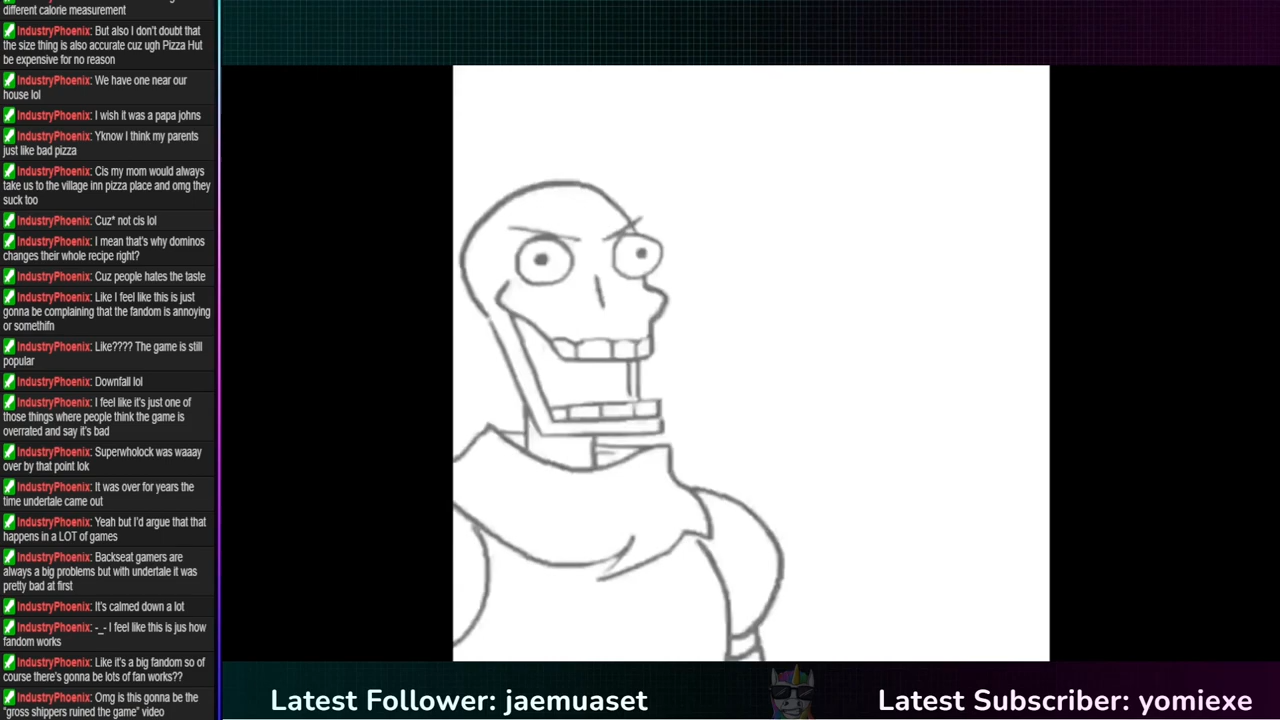 different calorie measurement
IndustryPhoenix: But also I don't doubt that
the size thing is also accurate cuz ugh Pizza Hut
be expensive for no reason
IndustryPhoenix: We have one near our
house lol
IndustryPhoenix: I wish it was a papa johns
IndustryPhoenix: Yknow I think my parents
just like bad pizza
IndustryPhoenix: Cis my mom would always
take us to the village inn pizza place and omg they
suck too
IndustryPhoenix: Cuz* not cis lol
IndustryPhoenix: I mean that's why dominos
changes their whole recipe right?
IndustryPhoenix: Cuz people hates the taste
IndustryPhoenix: Like I feel like this is just
gonna be complaining that the fandom is annoying
or somethifn
IndustryPhoenix: Like???? The game is still
popular
IndustryPhoenix: Downfall lol
IndustryPhoenix: I feel like it's just one of
those things where people think the game is
overrated and say it's bad
IndustryPhoenix: Superwholock was waaay
over by that point lok
IndustryPhoenix: It was over for years the
time undertale came out
IndustryPhoenix: Yeah but I'd argue that that
happens in a LOT of games
IndustryPhoenix: Backseat gamers are
always a big problems but with undertale it was
pretty bad at first
IndustryPhoenix: It's calmed down a lot
IndustryPhoenix: -_- I feel like this is jus how
fandom works
IndustryPhoenix: Like it's a big fandom so of
course there's gonna be lots of fan works??
IndustryPhoenix: Omg is this gonna be the
"gross shippers ruined the game" video
Latest Follower: jaemuaset
Latest Subscriber: yomiexe